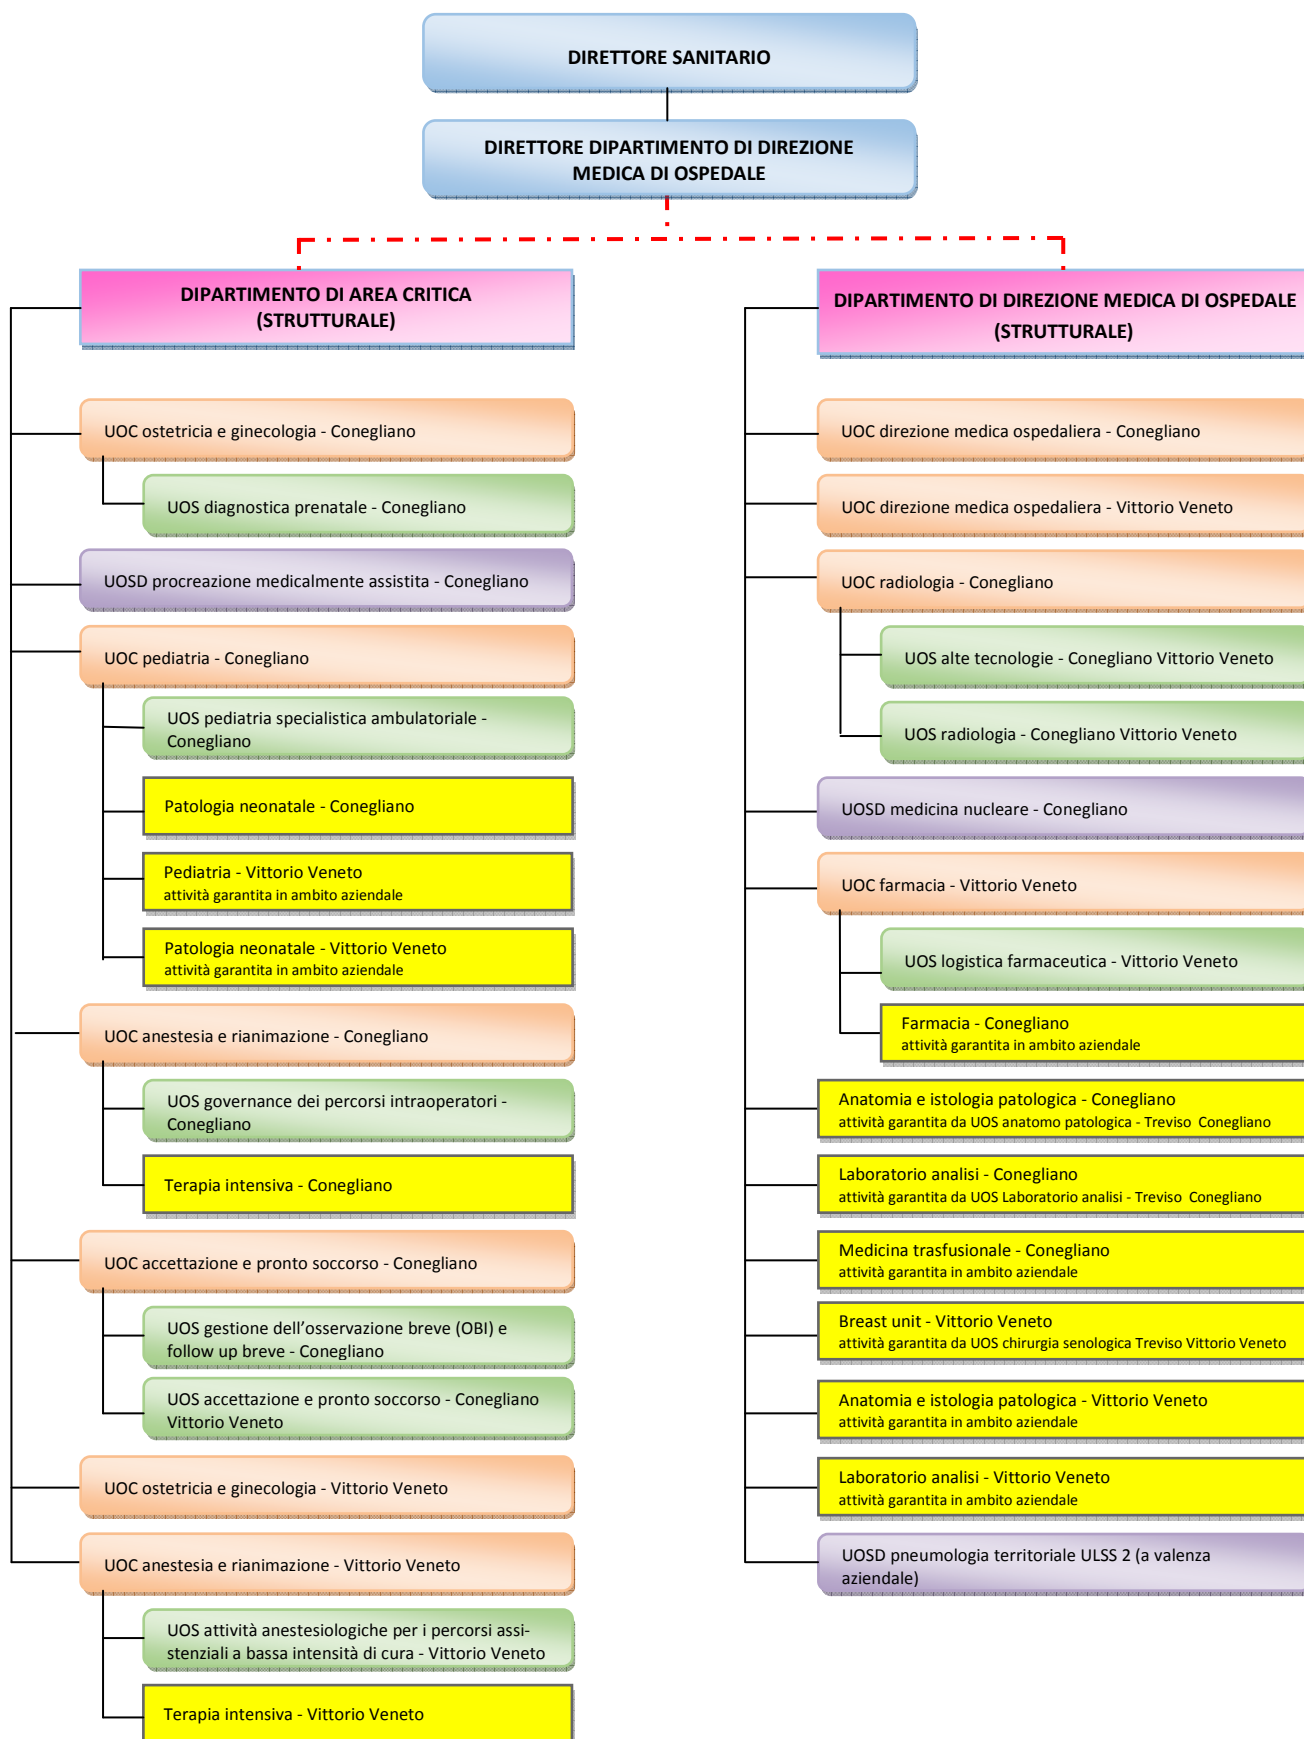 DIRETTORE SANITARIO
DIRETTORE DIPARTIMENTO DI DIREZIONE
MEDICA DI OSPEDALE
DIPARTIMENTO DI AREA CRITICA
(STRUTTURALE)
UOC ostetricia e ginecologia - Conegliano
UOS diagnostica prenatale - Conegliano
UOSD procreazione medicalmente assistita - Conegliano
UOC pediatria - Conegliano
UOS pediatria specialistica ambulatoriale -
Conegliano
Patologia neonatale - Conegliano
Pediatria - Vittorio Veneto
attività garantita in ambito aziendale
Patologia neonatale - Vittorio Veneto
attività garantita in ambito aziendale
UOC anestesia e rianimazione - Conegliano
UOS governance dei percorsi intraoperatori -
Conegliano
Terapia intensiva - Conegliano
UOC accettazione e pronto soccorso - Conegliano
UOS gestione dell’osservazione breve (OBI) e
follow up breve - Conegliano
UOS accettazione e pronto soccorso - Conegliano
Vittorio Veneto
UOC ostetricia e ginecologia - Vittorio Veneto
UOC anestesia e rianimazione - Vittorio Veneto
UOS attività anestesiologiche per i percorsi assi-
stenziali a bassa intensità di cura - Vittorio Veneto
Terapia intensiva - Vittorio Veneto
DIPARTIMENTO DI DIREZIONE MEDICA DI OSPEDALE
(STRUTTURALE)
UOC direzione medica ospedaliera - Conegliano
UOC direzione medica ospedaliera - Vittorio Veneto
UOC radiologia - Conegliano
UOS alte tecnologie - Conegliano Vittorio Veneto
UOS radiologia - Conegliano Vittorio Veneto
UOSD medicina nucleare - Conegliano
UOC farmacia - Vittorio Veneto
UOS logistica farmaceutica - Vittorio Veneto
Farmacia - Conegliano
attività garantita in ambito aziendale
Anatomia e istologia patologica - Conegliano
attività garantita da UOS anatomo patologica - Treviso Conegliano
Laboratorio analisi - Conegliano
attività garantita da UOS Laboratorio analisi - Treviso Conegliano
Medicina trasfusionale - Conegliano
attività garantita in ambito aziendale
Breast unit - Vittorio Veneto
attività garantita da UOS chirurgia senologica Treviso Vittorio Veneto
Anatomia e istologia patologica - Vittorio Veneto
attività garantita in ambito aziendale
Laboratorio analisi - Vittorio Veneto
attività garantita in ambito aziendale
UOSD pneumologia territoriale ULSS 2 (a valenza
aziendale)